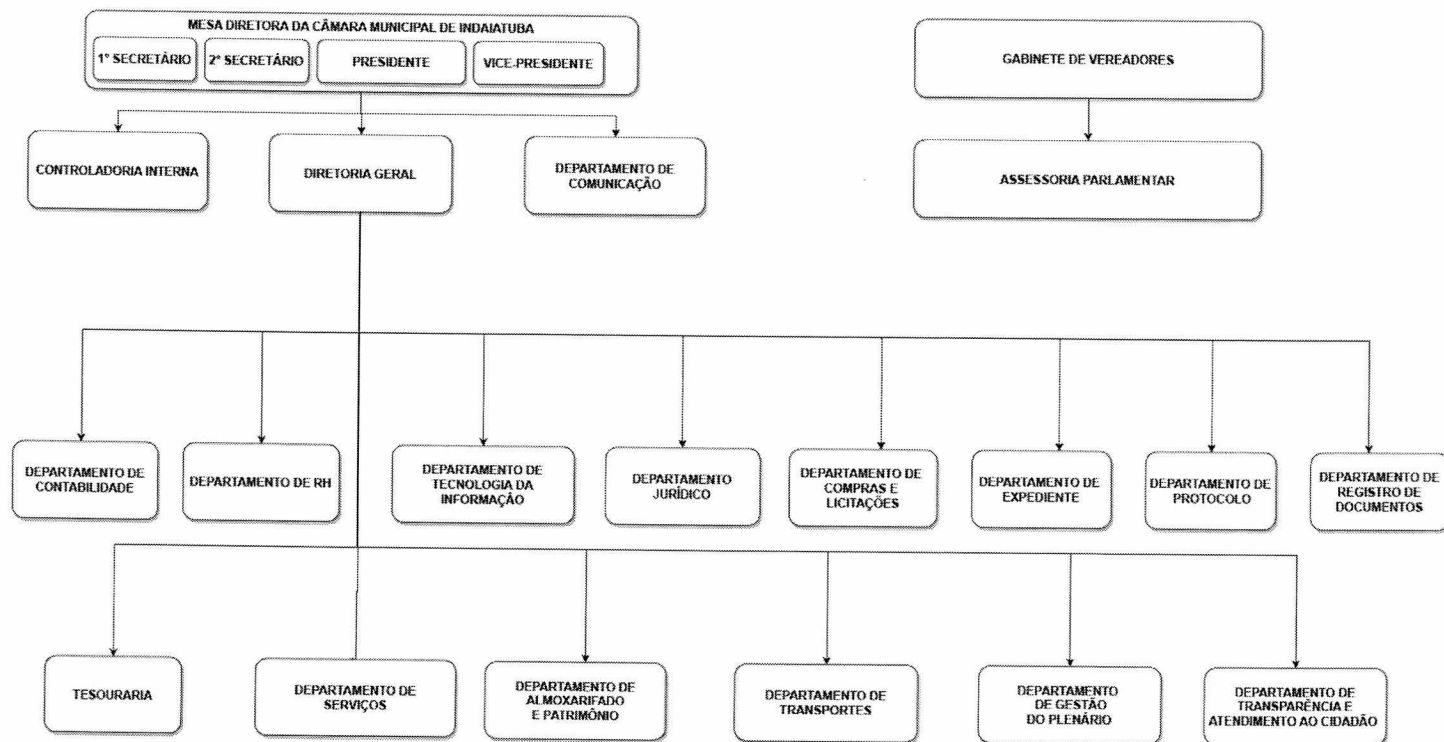 MESA DIRETORA DA CÂMARA MUNICIPAL DE INDAIATUBA
1º SECRETÁRIO
2º SECRETÁRIO
PRESIDENTE
VICE-PRESIDENTE
GABINETE DE VEREADORES
CONTROLADORIA INTERNA
DIRETORIA GERAL
DEPARTAMENTO DE
COMUNICAÇÃO
ASSESSORIA PARLAMENTAR
DEPARTAMENTO DE
CONTABILIDADE
DEPARTAMENTO DE RH
DEPARTAMENTO DE
TECNOLOGIA DA
INFORMAÇÃO
DEPARTAMENTO
JURÍDICO
DEPARTAMENTO DE
COMPRAS E
LICITAÇÕES
DEPARTAMENTO DE
EXPEDIENTE
DEPARTAMENTO DE
PROTOCOLO
DEPARTAMENTO DE
REGISTRO DE
DOCUMENTOS
TESOURARIA
DEPARTAMENTO DE
SERVIÇOS
DEPARTAMENTO DE
ALMOXARIFADO
E PATRIMÔNIO
DEPARTAMENTO DE
TRANSPORTES
DEPARTAMENTO
DE GESTÃO
DO PLENÁRIO
DEPARTAMENTO DE
TRANSPARÊNCIA E
ATENDIMENTO AO CIDADÃO